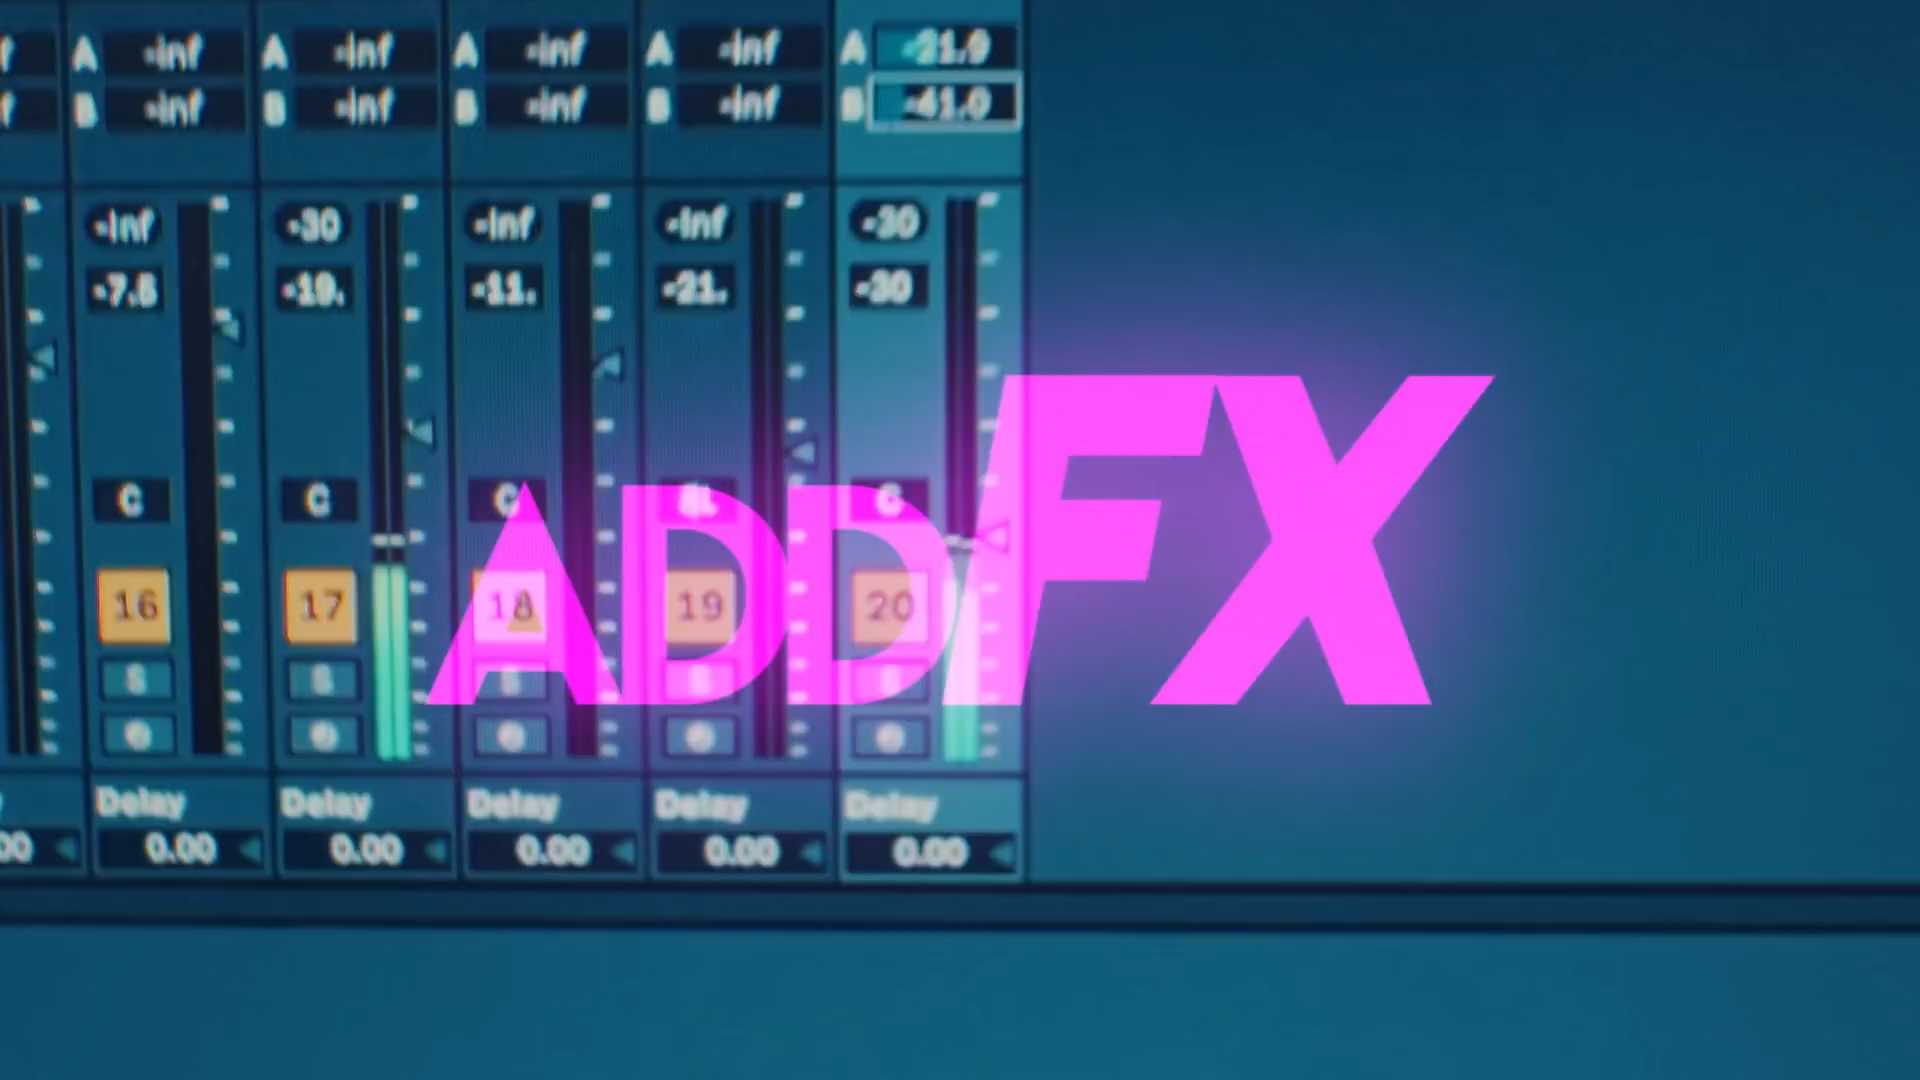 A -inf A -inf A -inf A -inf A -21.9
B -inf B -inf B -inf B -inf B -41.0
-Inf -30 -Inf -Inf -30
-7.5 -19. -11. -21. -30
C C C C
ADD FX
16 17 18 19 20
S S S S S
Delay Delay Delay Delay Delay
0.00 0.00 0.00 0.00 0.00